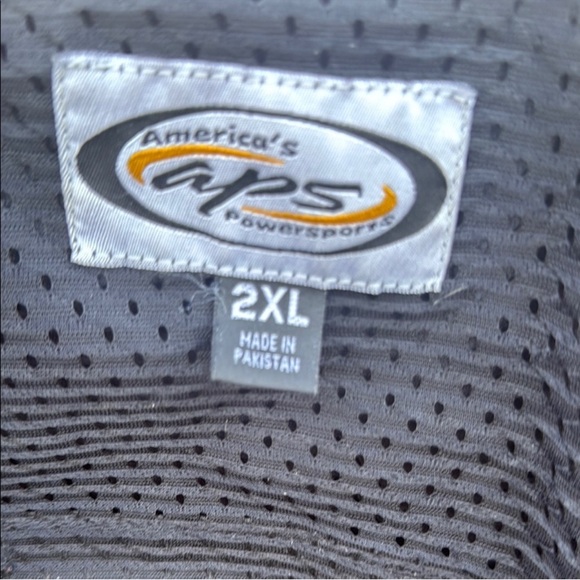 America's
aps
Powersports
2XL
MADE IN
PAKISTAN